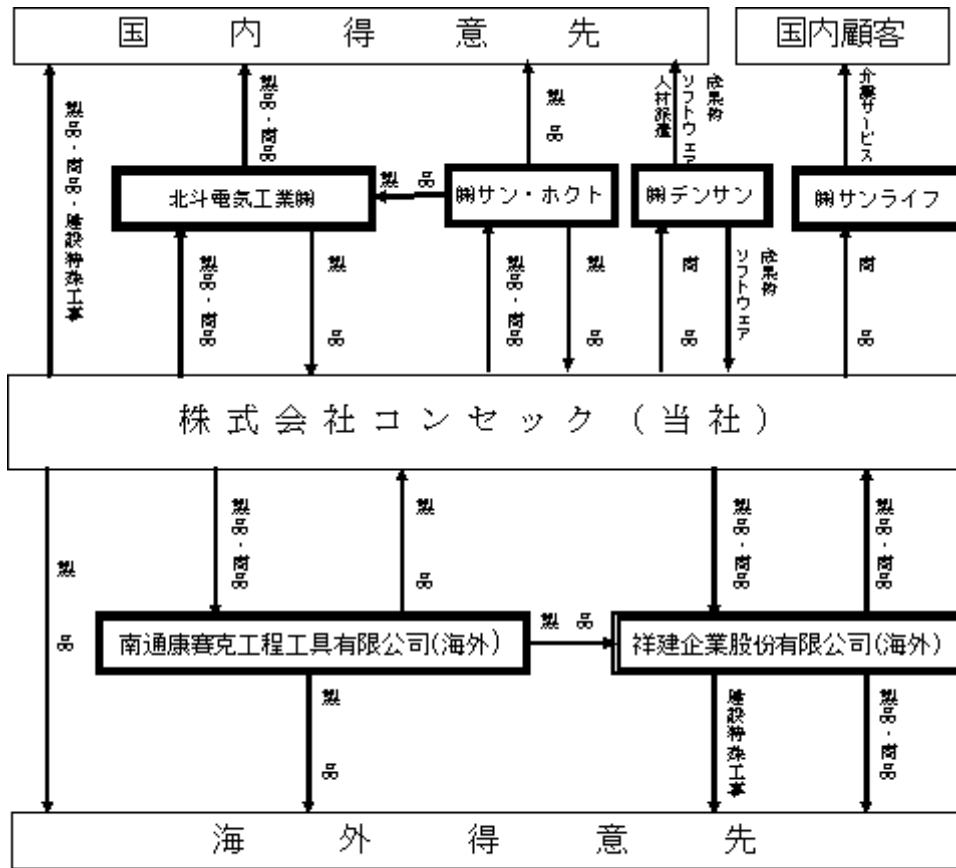 国内得意先
国内顧客
製品・商品・建設特殊工事
製品・商品
製品
人材派遣
ソフトウェア
成果物
介護サービス
北斗電気工業㈱
製品
㈱サン・ホクト
㈱デンサン
㈱サンライフ
製品・商品
製品
製品・商品
製品
商品
ソフトウェア
成果物
商品
株式会社コンセック(当社)
製品
製品・商品
製品
製品・商品
製品・商品
南通康賽克工程工具有限公司(海外)
製品
祥建企業股份有限公司(海外)
製品
建設特殊工事
製品・商品
海外得意先